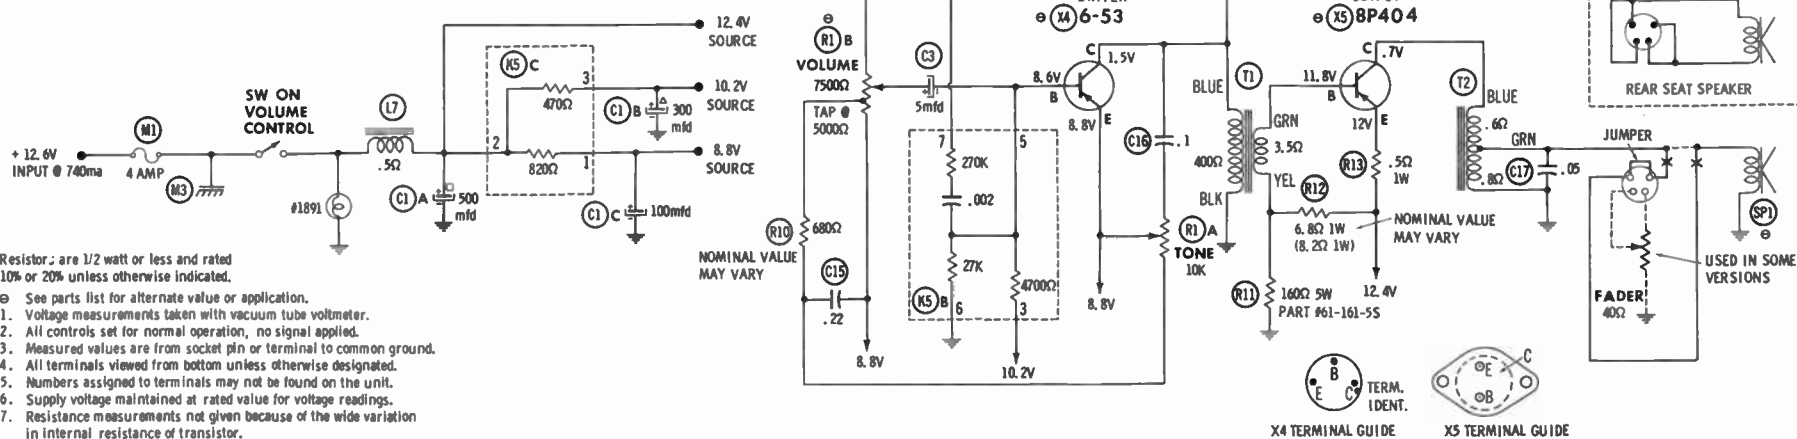 12.4V
SOURCE
K5 C
3
470Ω
10.2V
SOURCE
C1 B
300
mfd
SW ON
VOLUME
CONTROL
L7
.5Ω
M1
+ 12.6V
INPUT @ 740ma
4 AMP
M3
#1891
2
820Ω
1
8.8V
SOURCE
C1 A
500
mfd
C1 C
100mfd
Resistors are 1/2 watt or less and rated
10% or 20% unless otherwise indicated.
⊖ See parts list for alternate value or application.
1. Voltage measurements taken with vacuum tube voltmeter.
2. All controls set for normal operation, no signal applied.
3. Measured values are from socket pin or terminal to common ground.
4. All terminals viewed from bottom unless otherwise designated.
5. Numbers assigned to terminals may not be found on the unit.
6. Supply voltage maintained at rated value for voltage readings.
7. Resistance measurements not given because of the wide variation
in internal resistance of transistor.
⊖
R1 B
VOLUME
7500Ω
TAP @
5000Ω
C3
5mfd
R10
680Ω
NOMINAL VALUE
MAY VARY
C15
.22
8.8V
7
270K
.002
27K
K5 B
6
5
4700Ω
3
10.2V
⊖ X4 6-53
C
1.5V
8.6V
B
8.8V
E
8.8V
C16
.1
R1 A
TONE
10K
BLUE
T1
400Ω
BLK
GRN
3.5Ω
YEL
⊖ X5 8P404
C
.7V
11.8V
B
12V
E
R13
.5Ω
1W
R12
6.8Ω 1W
(8.2Ω 1W)
NOMINAL VALUE
MAY VARY
R11
160Ω 5W
PART #61-161-5S
12.4V
T2
BLUE
.6Ω
GRN
.8Ω
C17
.05
JUMPER
REAR SEAT SPEAKER
SP1
⊖
USED IN SOME
VERSIONS
FADER
40Ω
B
E
C
TERM.
IDENT.
X4 TERMINAL GUIDE
C
E
B
X5 TERMINAL GUIDE